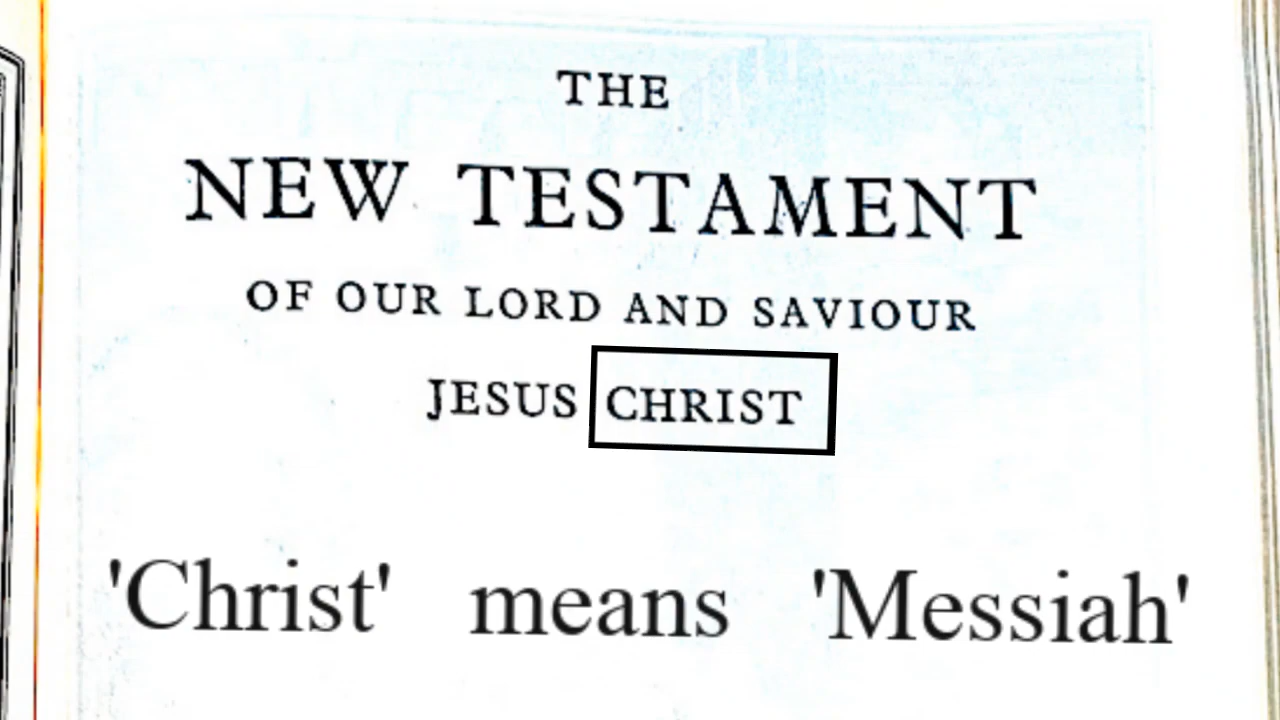 THE
NEW TESTAMENT
OF OUR LORD AND SAVIOUR
JESUS CHRIST
'Christ' means 'Messiah'